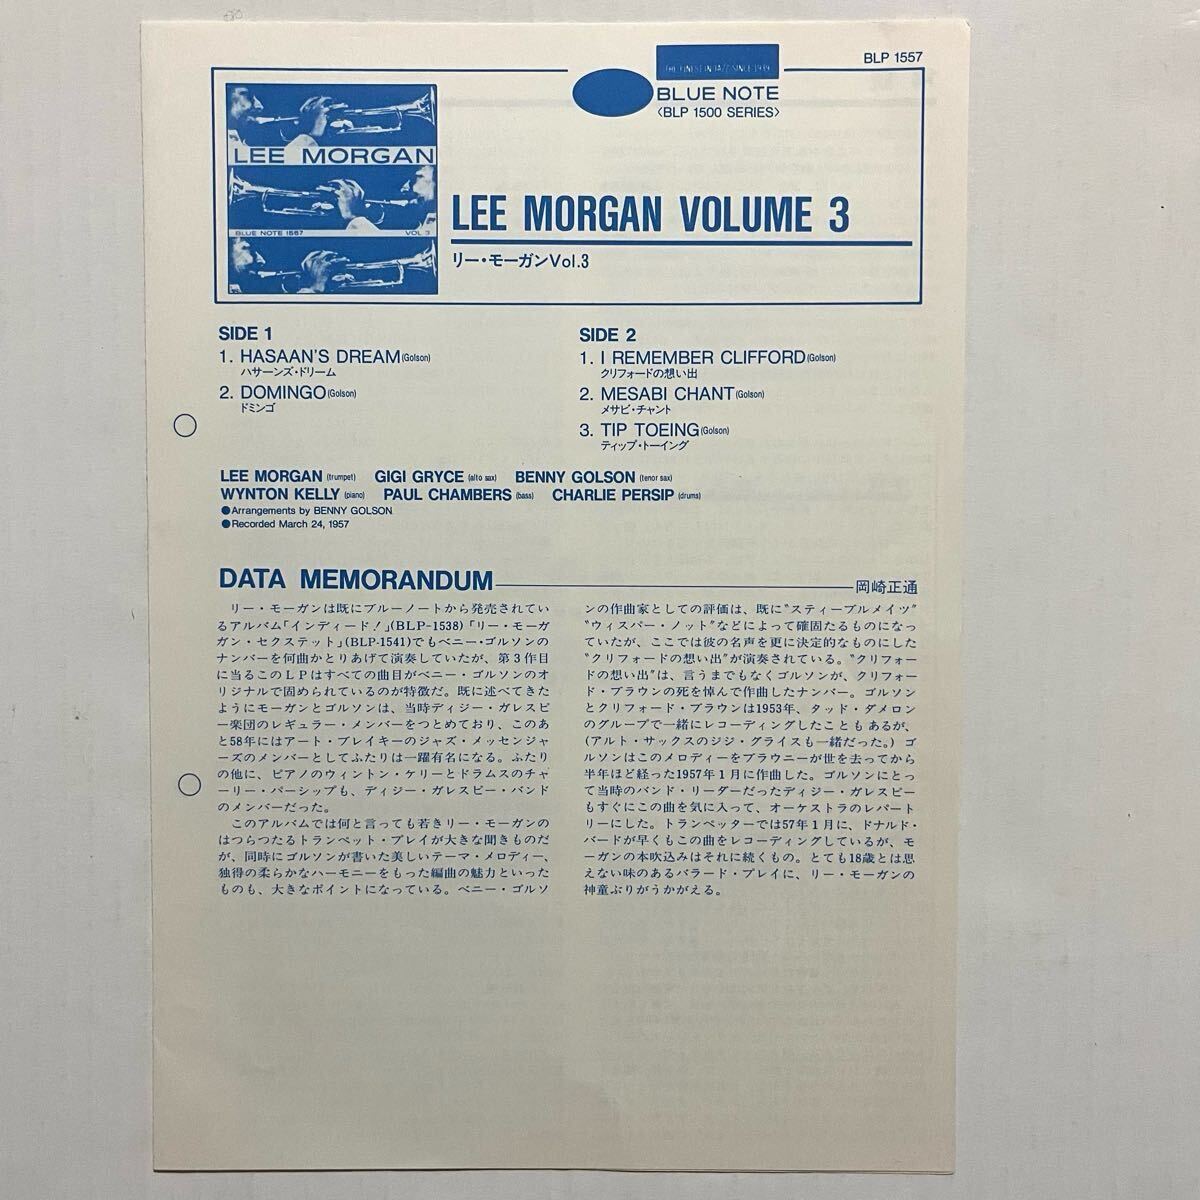 BLP 1557
THE FINEST IN JAZZ SINCE 1939
BLUE NOTE
〈BLP 1500 SERIES〉
LEE MORGAN
BLUE NOTE 1557 VOL 3
LEE MORGAN VOLUME 3
リー・モーガンVol.3
SIDE 1
1. HASAAN'S DREAM(Golson)
ハサーンズ・ドリーム
2. DOMINGO(Golson)
ドミンゴ
SIDE 2
1. I REMEMBER CLIFFORD(Golson)
クリフォードの想い出
2. MESABI CHANT(Golson)
メサビ・チャント
3. TIP TOEING(Golson)
ティップ・トーイング
LEE MORGAN (trumpet) GIGI GRYCE (alto sax) BENNY GOLSON (tenor sax)
WYNTON KELLY (piano) PAUL CHAMBERS (bass) CHARLIE PERSIP (drums)
●Arrangements by BENNY GOLSON
●Recorded March 24, 1957
DATA MEMORANDUM
岡崎正通
リー・モーガンは既にブルーノートから発売されてい
るアルバム「インディード！」(BLP-1538)「リー・モーガ
ガン・セクステット」(BLP-1541)でもベニー・ゴルソンの
ナンバーを何曲かとりあげて演奏していたが、第3作目
に当るこのLPはすべての曲目がベニー・ゴルソンのオ
リジナルで固められているのが特徴だ。既に述べてきた
ようにモーガンとゴルソンは、当時ディジー・ガレスピ
ー楽団のレギュラー・メンバーをつとめており、このあ
と58年にはアート・ブレイキーのジャズ・メッセンジャ
ーズのメンバーとしてふたりは一躍有名になる。ふたり
の他に、ピアノのウィントン・ケリーとドラムスのチャ
ーリー・パーシップも、ディジー・ガレスピー・バンド
のメンバーだった。
このアルバムでは何と言っても若きリー・モーガンの
はつらつたるトランペット・プレイが大きな聞きものだ
が、同時にゴルソンが書いた美しいテーマ・メロディー、
独得の柔らかなハーモニーをもった編曲の魅力といった
ものも、大きなポイントになっている。ベニー・ゴルソ
ンの作曲家としての評価は、既に“スティープルメイツ”
“ウィスパー・ノット”などによって確固たるものになっ
ていたが、ここでは彼の名声を更に決定的なものにした
“クリフォードの想い出”が演奏されている。“クリフォー
ドの想い出”は、言うまでもなくゴルソンが、クリフォー
ド・ブラウンの死を悼んで作曲したナンバー。ゴルソン
とクリフォード・ブラウンは1953年、タッド・ダメロン
のグループで一緒にレコーディングしたこともあるが、
(アルト・サックスのジジ・グライスも一緒だった。) ゴ
ルソンはこのメロディーをブラウニーが世を去ってから
半年ほど経った1957年1月に作曲した。ゴルソンにとっ
て当時のバンド・リーダーだったディジー・ガレスピー
もすぐにこの曲を気に入って、オーケストラのレパート
リーにした。トランペッターでは57年1月に、ドナルド・
バードが早くもこの曲をレコーディングしているが、モ
ーガンの本吹込みはそれに続くもの。とても18歳とは思
えない味のあるバラード・プレイに、リー・モーガンの
神童ぶりがうかがえる。